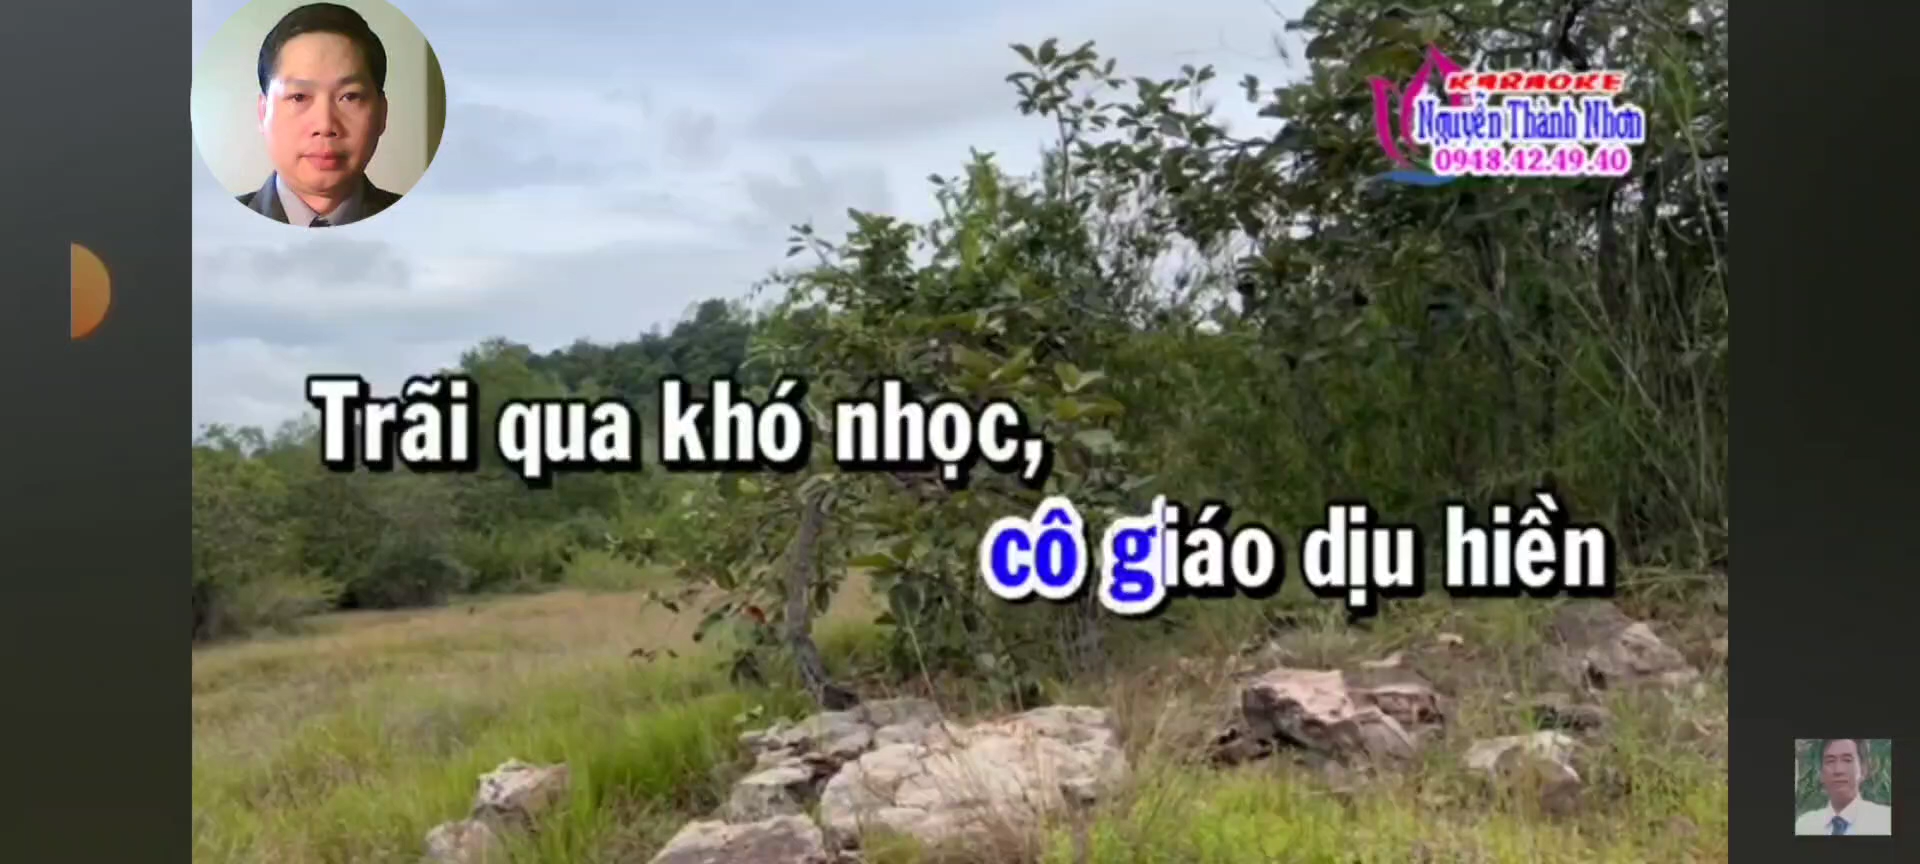 KARAOKE
Nguyễn Thành Nhơn
0948.42.49.40
Trãi qua khó nhọc,
cô giáo dịu hiền